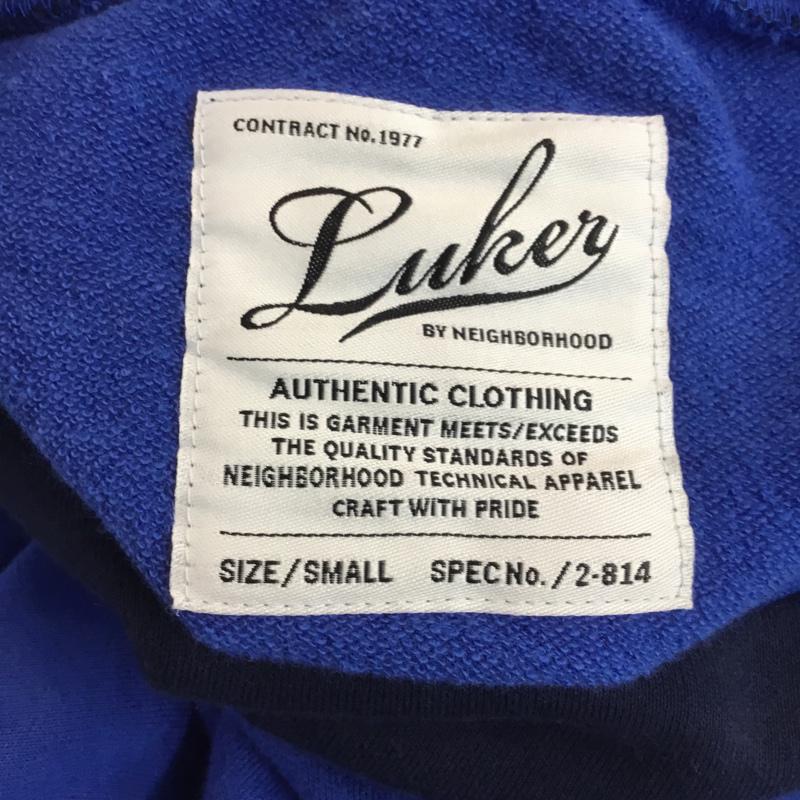 CONTRACT No.1977
Luker
BY NEIGHBORHOOD
AUTHENTIC CLOTHING
THIS IS GARMENT MEETS/EXCEEDS
THE QUALITY STANDARDS OF
NEIGHBORHOOD TECHNICAL APPAREL
CRAFT WITH PRIDE
SIZE/SMALL SPEC No./2-814